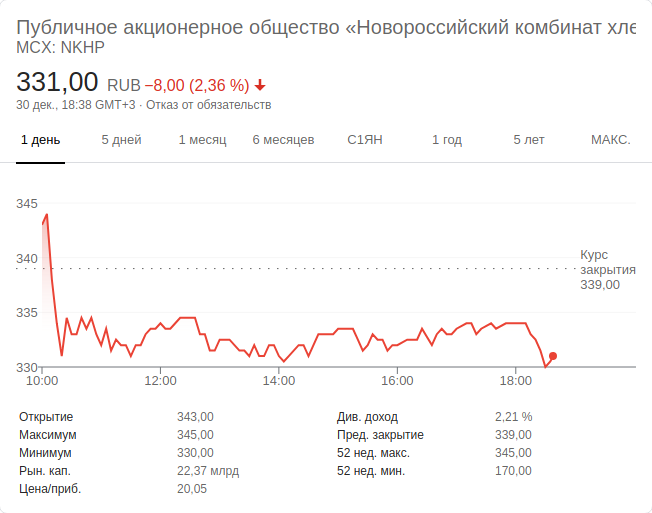 Публичное акционерное общество «Новороссийский комбинат хле
MCX: NKHP
331,00 RUB −8,00 (2,36 %)
30 дек., 18:38 GMT+3 · Отказ от обязательств
1 день 5 дней 1 месяц 6 месяцев С1ЯН 1 год 5 лет МАКС.
345
340
335
330
Курс
закрытия
339,00
10:00 12:00 14:00 16:00 18:00
Открытие 343,00 Див. доход 2,21 %
Максимум 345,00 Пред. закрытие 339,00
Минимум 330,00 52 нед. макс. 345,00
Рын. кап. 22,37 млрд 52 нед. мин. 170,00
Цена/приб. 20,05